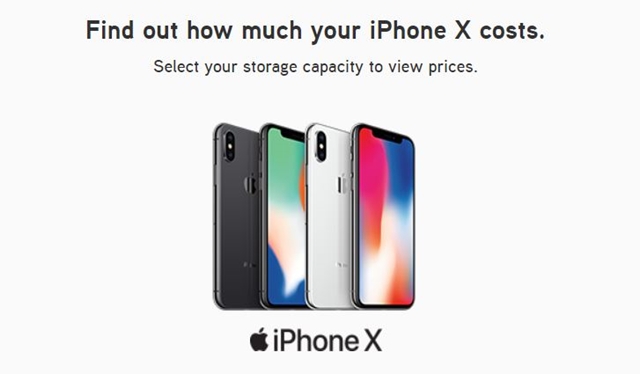 Find out how much your iPhone X costs.
Select your storage capacity to view prices.
iPhone X